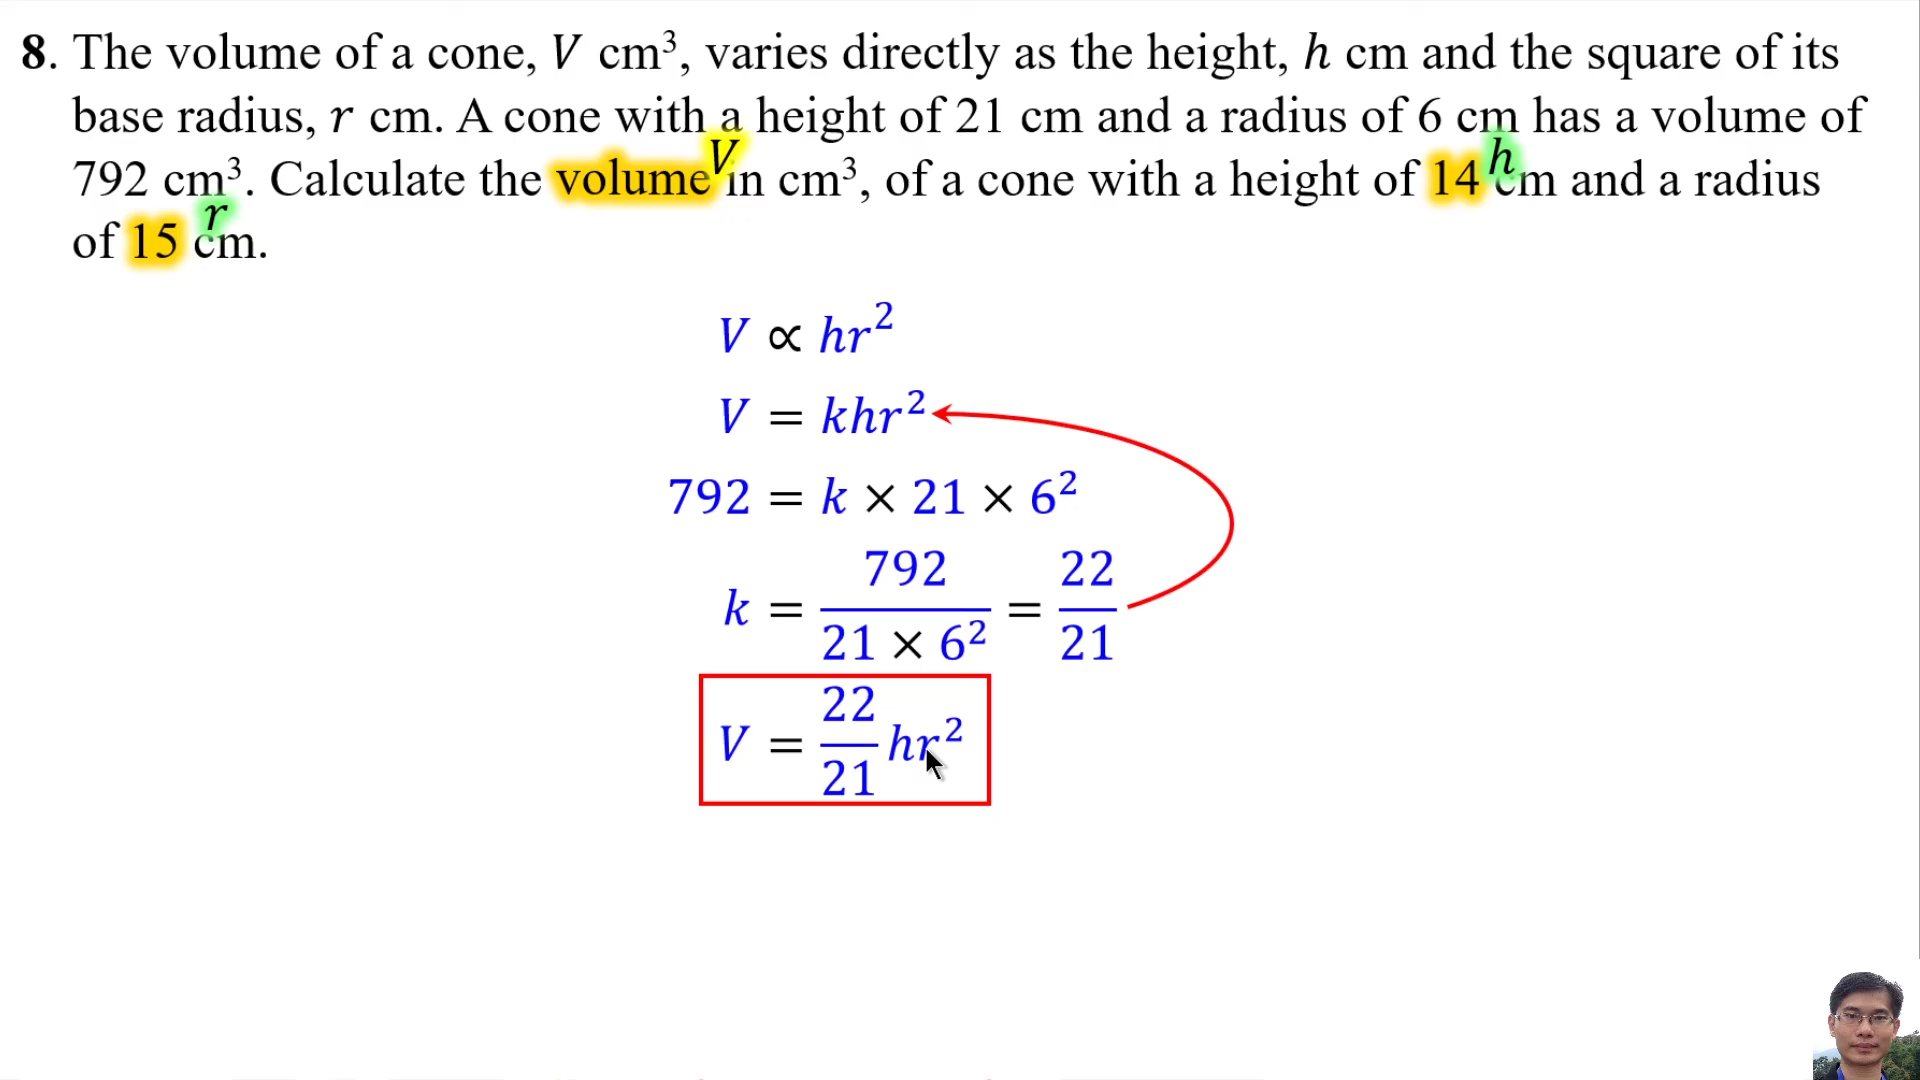 8. The volume of a cone, V cm³, varies directly as the height, h cm and the square of its
base radius, r cm. A cone with a height of 21 cm and a radius of 6 cm has a volume of
V h
792 cm³. Calculate the volume in cm³, of a cone with a height of 14 cm and a radius
r
of 15 cm.
V ∝ hr²
V = khr²
792 = k × 21 × 6²
k = 792/(21 × 6²) = 22/21
V = 22/21 hr²